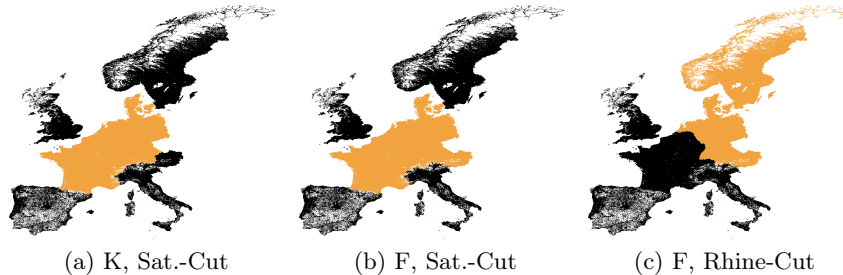 (a) K, Sat.-Cut
(b) F, Sat.-Cut
(c) F, Rhine-Cut